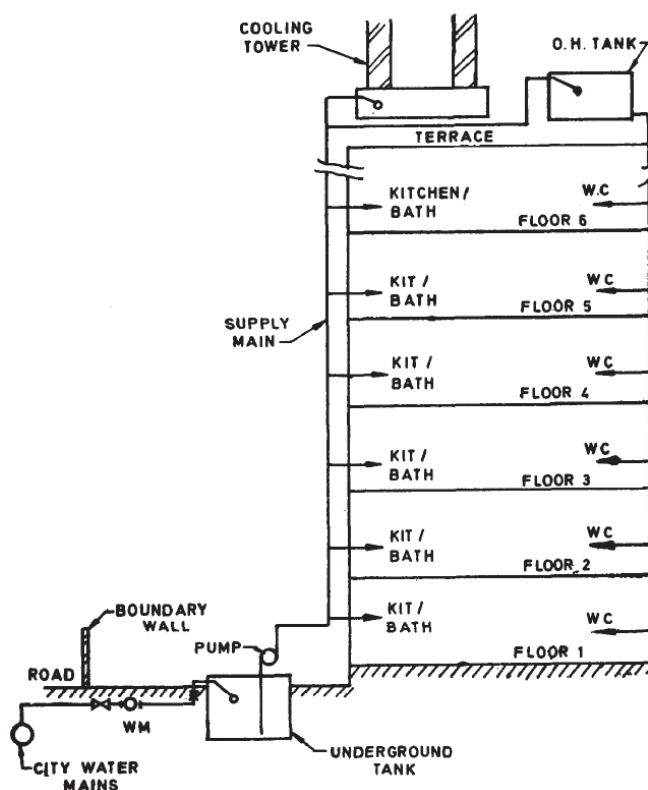 COOLING
TOWER
O.H. TANK
TERRACE
KITCHEN/
BATH
W.C
FLOOR 6
KIT/
BATH
WC
FLOOR 5
SUPPLY
MAIN
KIT/
BATH
WC
FLOOR 4
KIT/
BATH
WC
FLOOR 3
KIT/
BATH
WC
FLOOR 2
BOUNDARY
WALL
KIT/
BATH
WC
PUMP
FLOOR 1
ROAD
WM
UNDERGROUND
TANK
CITY WATER
MAINS